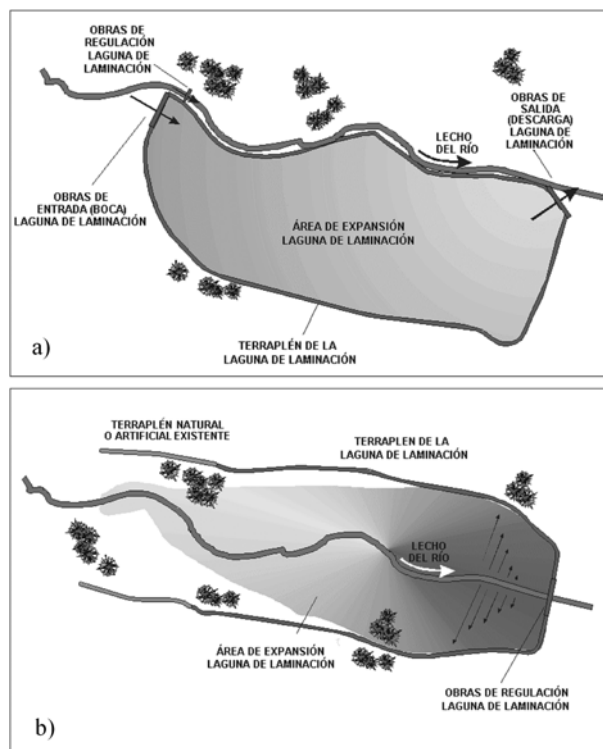 OBRAS DE
REGULACIÓN
LAGUNA DE
LAMINACIÓN
OBRAS DE
SALIDA
(DESCARGA)
LAGUNA DE
LAMINACIÓN
LECHO
DEL RÍO
OBRAS DE
ENTRADA (BOCA)
LAGUNA DE LAMINACIÓN
ÁREA DE EXPANSIÓN
LAGUNA DE LAMINACIÓN
a)
TERRAPLÉN DE LA
LAGUNA DE LAMINACIÓN
TERRAPLÉN NATURAL
O ARTIFICIAL EXISTENTE
TERRAPLEN DE LA
LAGUNA DE LAMINACIÓN
LECHO
DEL RÍO
ÁREA DE EXPANSIÓN
LAGUNA DE LAMINACIÓN
OBRAS DE REGULACIÓN
LAGUNA DE LAMINACIÓN
b)